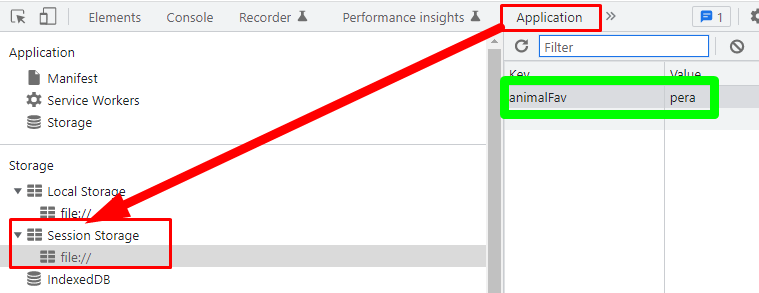 Elements Console Recorder Performance insights Application » 1
Application
Manifest
Service Workers
Storage
Storage
Local Storage
file://
Session Storage
file://
IndexedDB
Filter
Key Value
animalFav pera